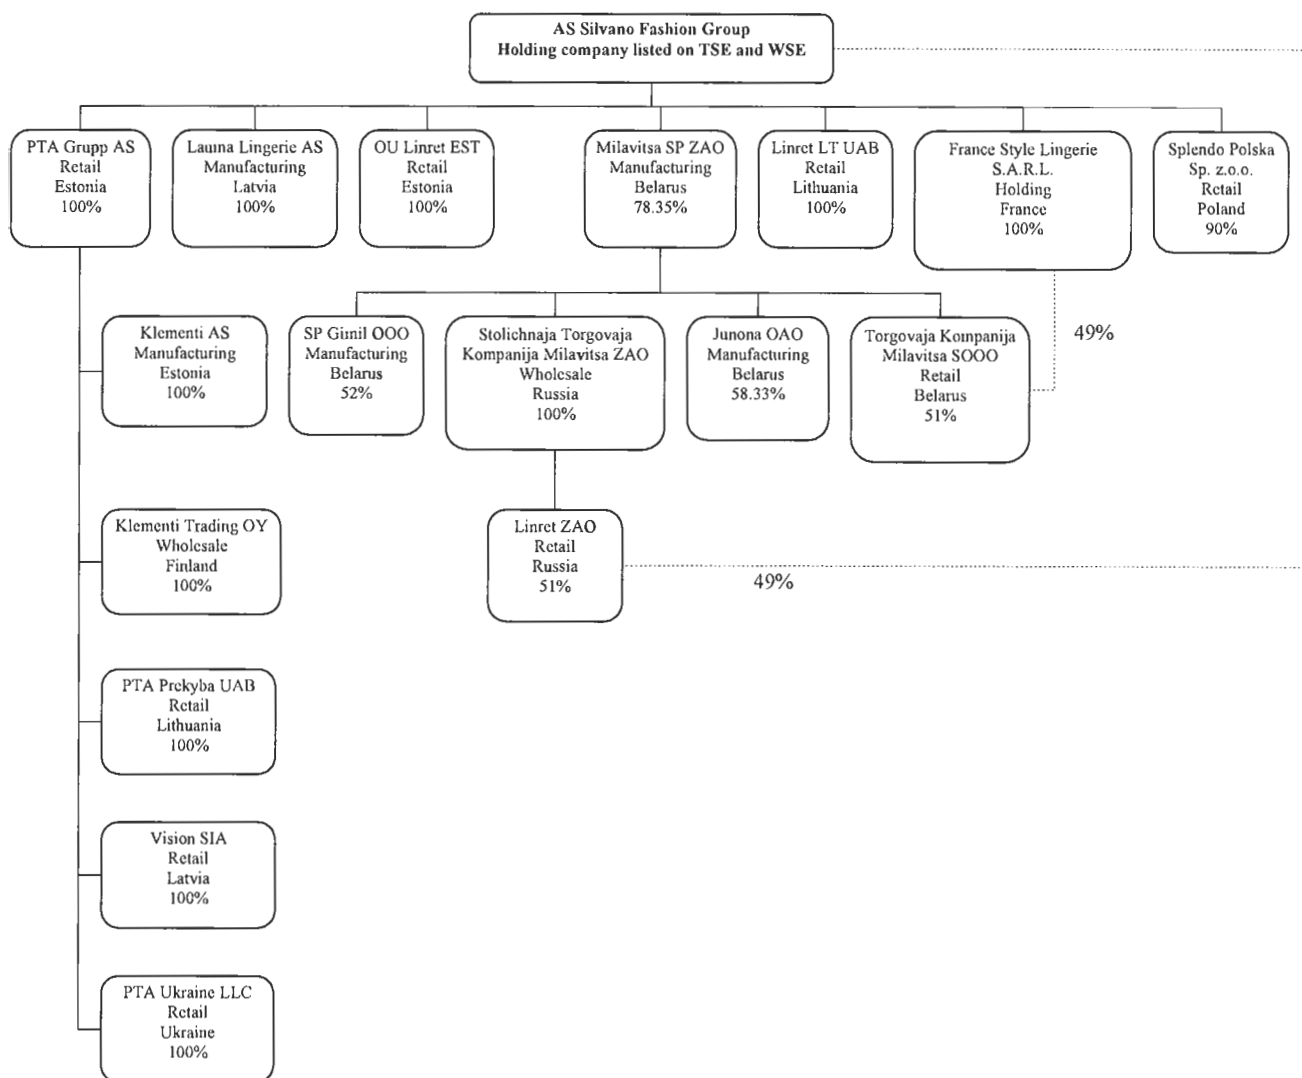 AS Silvano Fashion Group
Holding company listed on TSE and WSE
PTA Grupp AS
Retail
Estonia
100%
Lauma Lingerie AS
Manufacturing
Latvia
100%
OU Linret EST
Retail
Estonia
100%
Milavitsa SP ZAO
Manufacturing
Belarus
78.35%
Linret LT UAB
Retail
Lithuania
100%
France Style Lingerie
S.A.R.L.
Holding
France
100%
Splendo Polska
Sp. z.o.o.
Retail
Poland
90%
Klementi AS
Manufacturing
Estonia
100%
SP Gimil OOO
Manufacturing
Belarus
52%
Stolichnaja Torgovaja
Kompanija Milavitsa ZAO
Wholesale
Russia
100%
Junona OAO
Manufacturing
Belarus
58.33%
Torgovaja Kompanija
Milavitsa SOOO
Retail
Belarus
51%
49%
Klementi Trading OY
Wholesale
Finland
100%
Linret ZAO
Retail
Russia
51%
49%
PTA Prekyba UAB
Retail
Lithuania
100%
Vision SIA
Retail
Latvia
100%
PTA Ukraine LLC
Retail
Ukraine
100%